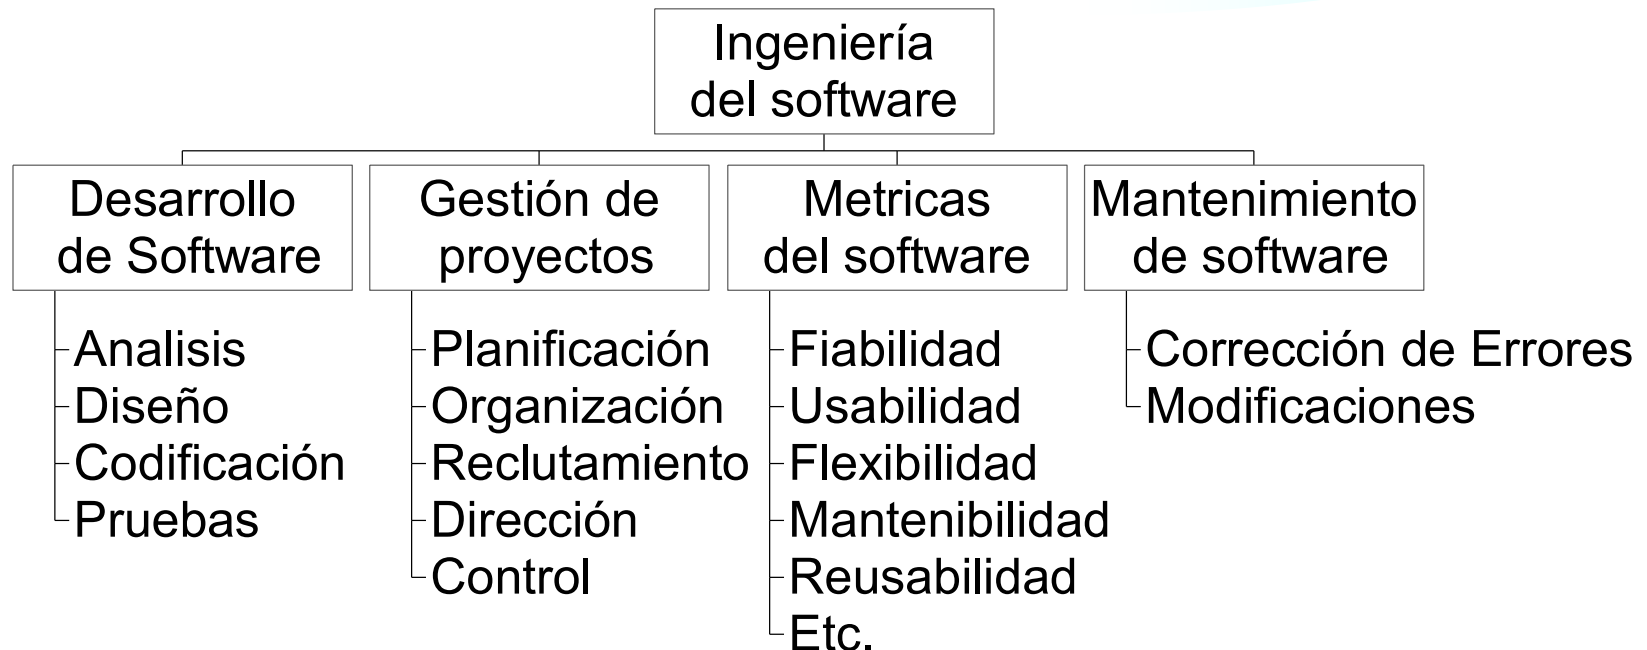 Ingeniería
del software
Desarrollo
de Software
Analisis
Diseño
Codificación
Pruebas
Gestión de
proyectos
Planificación
Organización
Reclutamiento
Dirección
Control
Metricas
del software
Fiabilidad
Usabilidad
Flexibilidad
Mantenibilidad
Reusabilidad
Etc.
Mantenimiento
de software
Corrección de Errores
Modificaciones